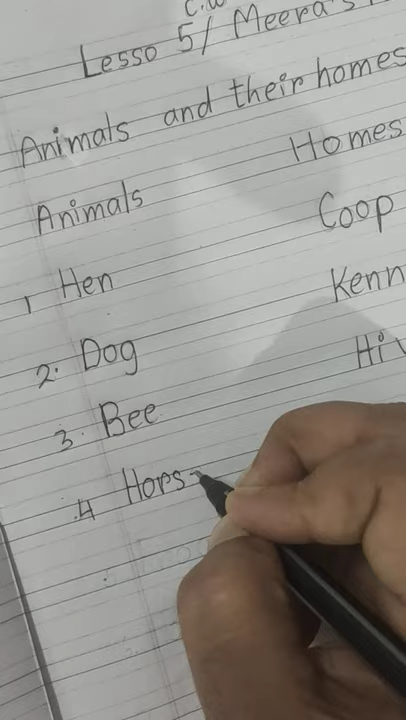 C.W
Lesso 5/ Meera's
Animals and their homes
Animals Homes
1 Hen Coop
2. Dog Kenn
3. Bee Hiv
4 Hors